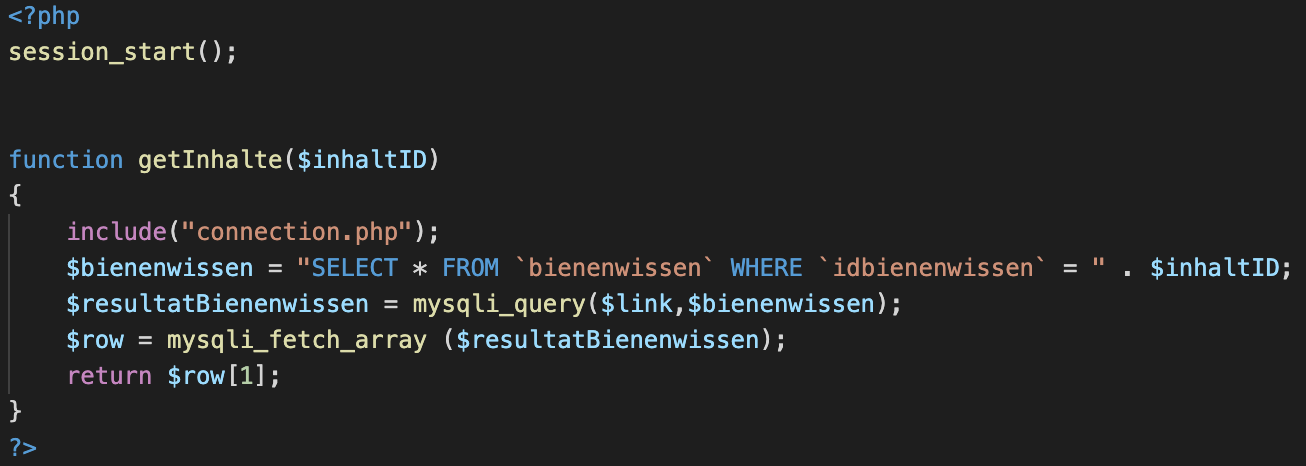 <?php
session_start();
function getInhalte($inhaltID)
{
include("connection.php");
$bienenwissen = "SELECT * FROM `bienenwissen` WHERE `idbienenwissen` = " . $inhaltID;
$resultatBienenwissen = mysqli_query($link,$bienenwissen);
$row = mysqli_fetch_array ($resultatBienenwissen);
return $row[1];
}
?>